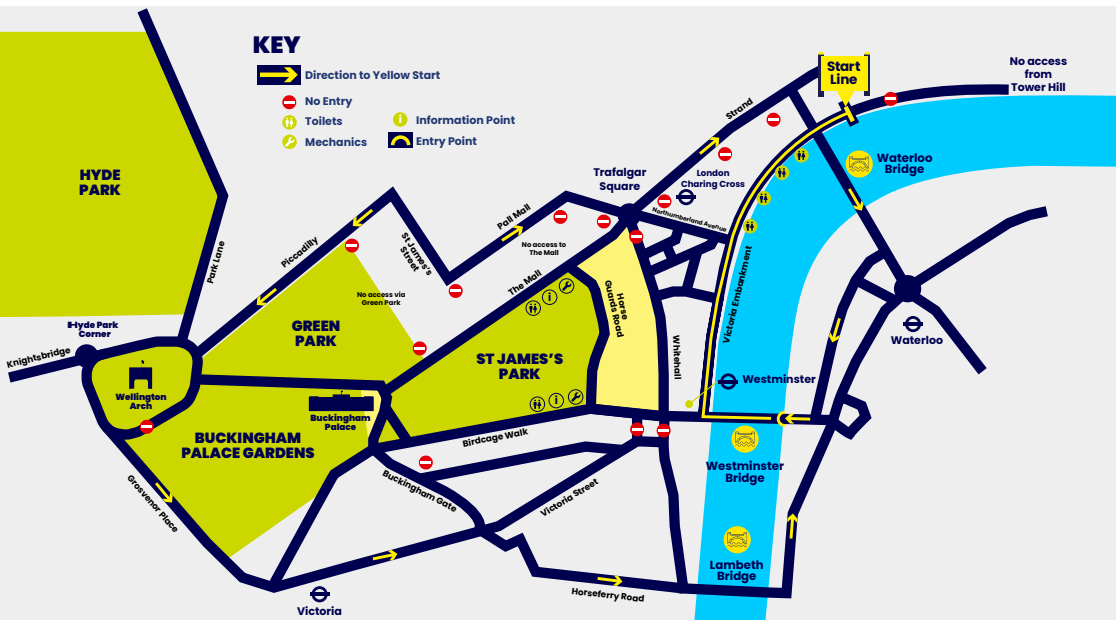 KEY
Direction to Yellow Start
No Entry
Toilets
Information Point
Mechanics
Entry Point
Start
Line
No access
from
Tower Hill
HYDE
PARK
Park Lane
Piccadilly
St James's
Street
Pall Mall
Trafalgar
Square
Strand
London
Charing Cross
Northumberland Avenue
Waterloo
Bridge
No access to
The Mall
The Mall
No access via
Green Park
GREEN
PARK
Horse
Guards Road
Victoria Embankment
Whitehall
Hyde Park
Corner
Knightsbridge
Wellington
Arch
ST JAMES'S
PARK
Waterloo
Westminster
Buckingham
Palace
BUCKINGHAM
PALACE GARDENS
Birdcage Walk
Westminster
Bridge
Buckingham Gate
Victoria Street
Grosvenor Place
Lambeth
Bridge
Horseferry Road
Victoria